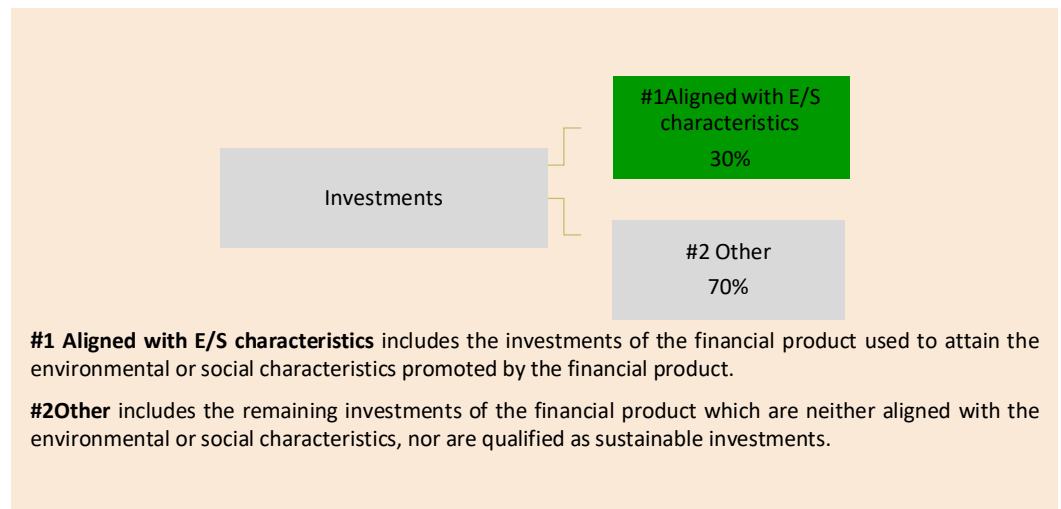 #1Aligned with E/S
characteristics
30%
Investments
#2 Other
70%
#1 Aligned with E/S characteristics includes the investments of the financial product used to attain the
environmental or social characteristics promoted by the financial product.
#2Other includes the remaining investments of the financial product which are neither aligned with the
environmental or social characteristics, nor are qualified as sustainable investments.